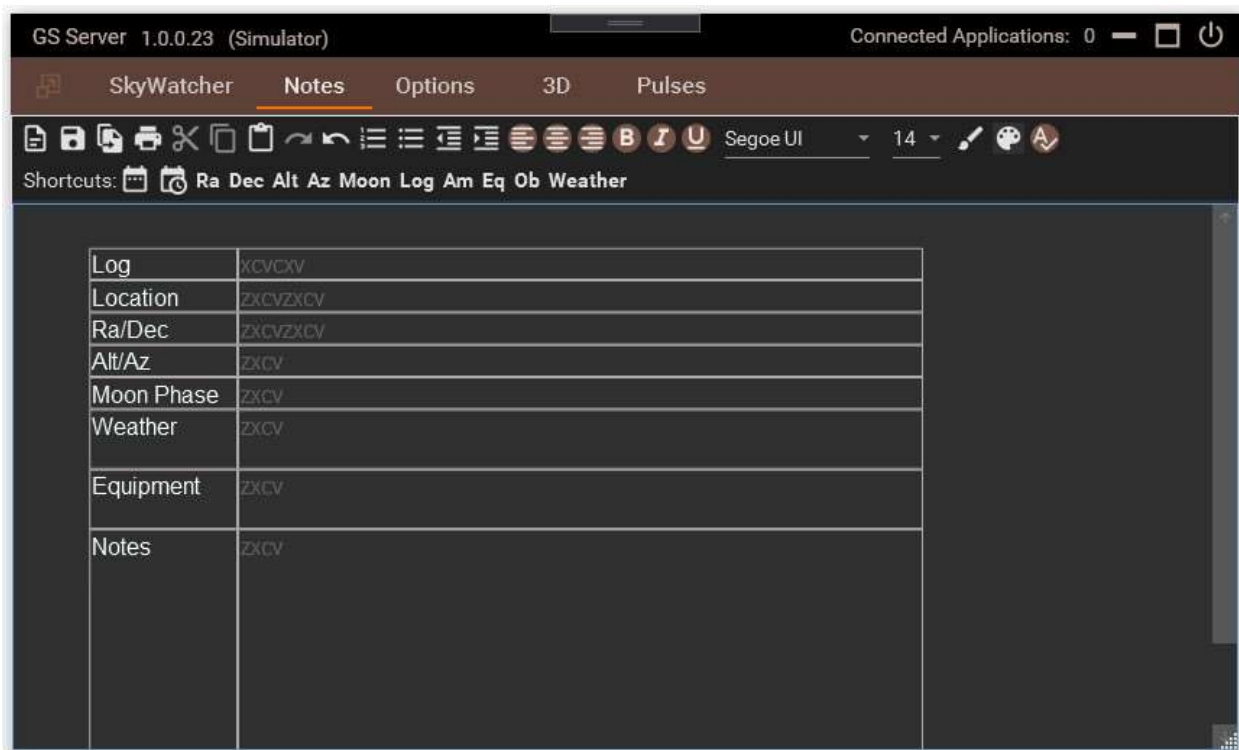 GS Server 1.0.0.23 (Simulator) Connected Applications: 0
SkyWatcher Notes Options 3D Pulses
B I U Segoe UI 14 A
Shortcuts: Ra Dec Alt Az Moon Log Am Eq Ob Weather
Log xcvcxv
Location zxcvzxcv
Ra/Dec zxcvzxcv
Alt/Az zxcv
Moon Phase zxcv
Weather zxcv
Equipment zxcv
Notes zxcv